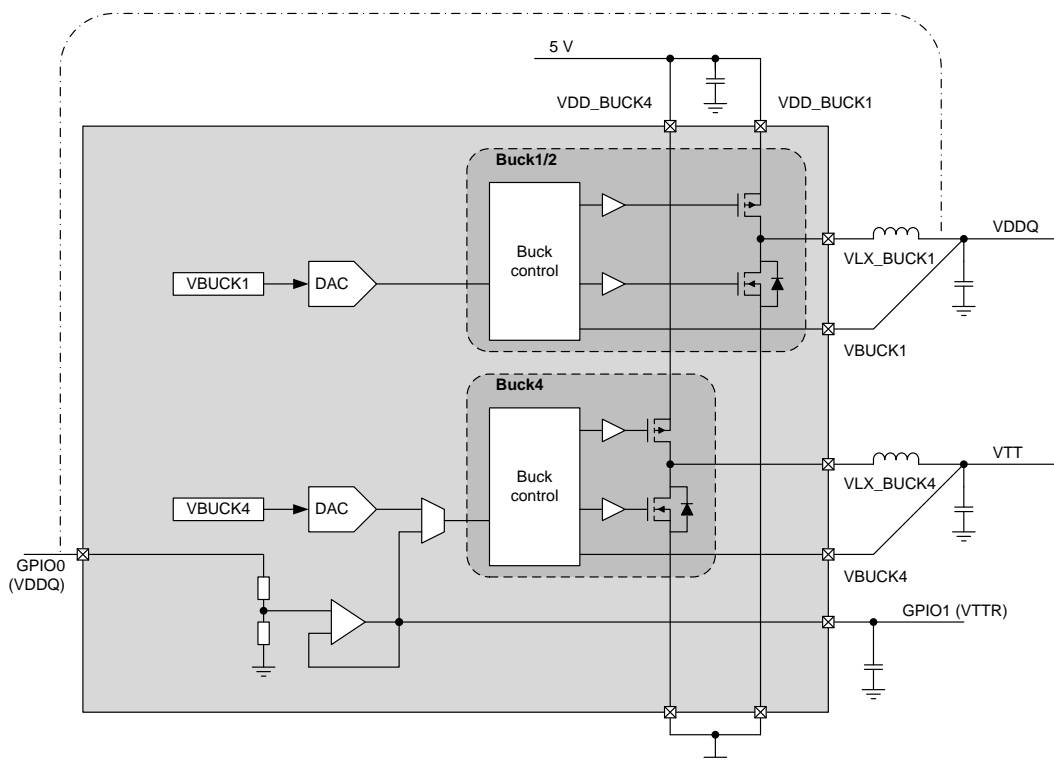 5 V
VDD_BUCK4
VDD_BUCK1
Buck1/2
Buck
control
VDDQ
VLX_BUCK1
VBUCK1
DAC
VBUCK1
Buck4
Buck
control
VTT
VLX_BUCK4
VBUCK4
DAC
GPIO0
(VDDQ)
VBUCK4
GPIO1 (VTTR)